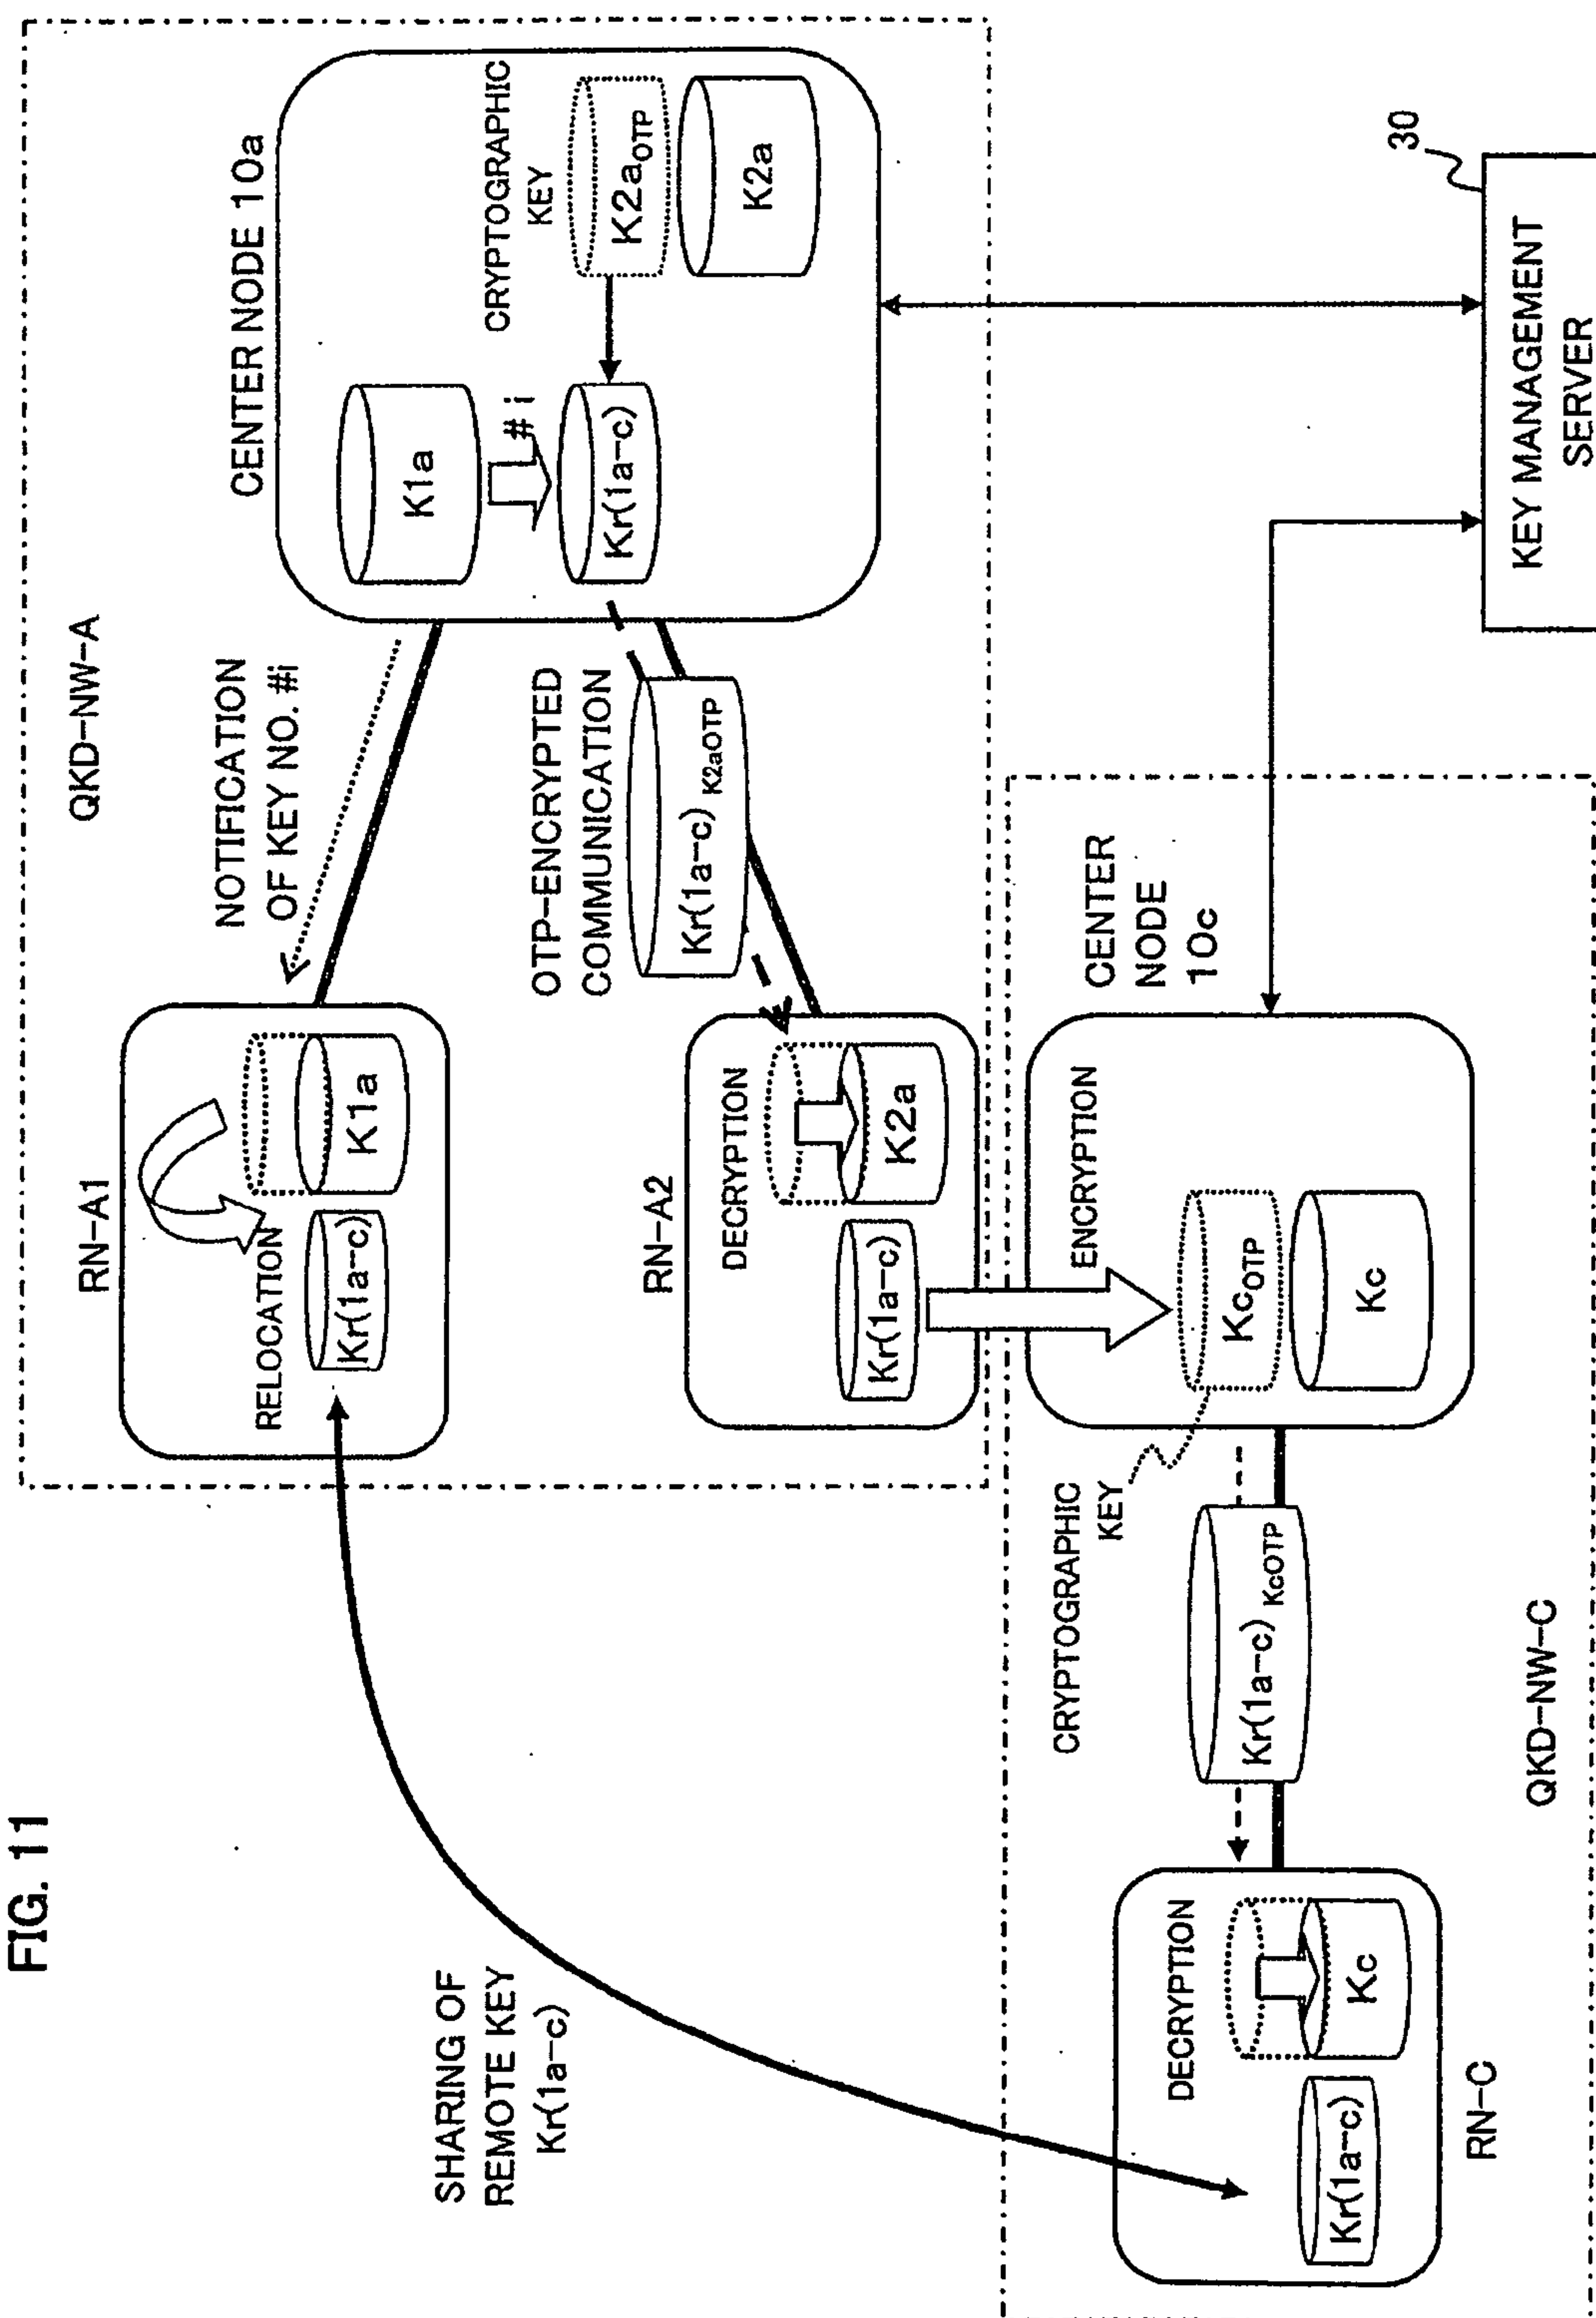 FIG. 11
QKD-NW-A
RN-A1
RELOCATION
Kr(1a-c)
K1a
NOTIFICATION
OF KEY NO. #i
CENTER NODE 10a
K1a
# i
Kr(1a-c)
CRYPTOGRAPHIC
KEY
K2aOTP
K2a
OTP-ENCRYPTED
COMMUNICATION
Kr(1a-c) K2aOTP
RN-A2
DECRYPTION
Kr(1a-c)
K2a
SHARING OF
REMOTE KEY
Kr(1a-c)
CENTER
NODE
10c
ENCRYPTION
KcOTP
Kc
CRYPTOGRAPHIC
KEY
Kr(1a-c) KcOTP
DECRYPTION
Kr(1a-c)
Kc
RN-C
QKD-NW-C
30
KEY MANAGEMENT
SERVER